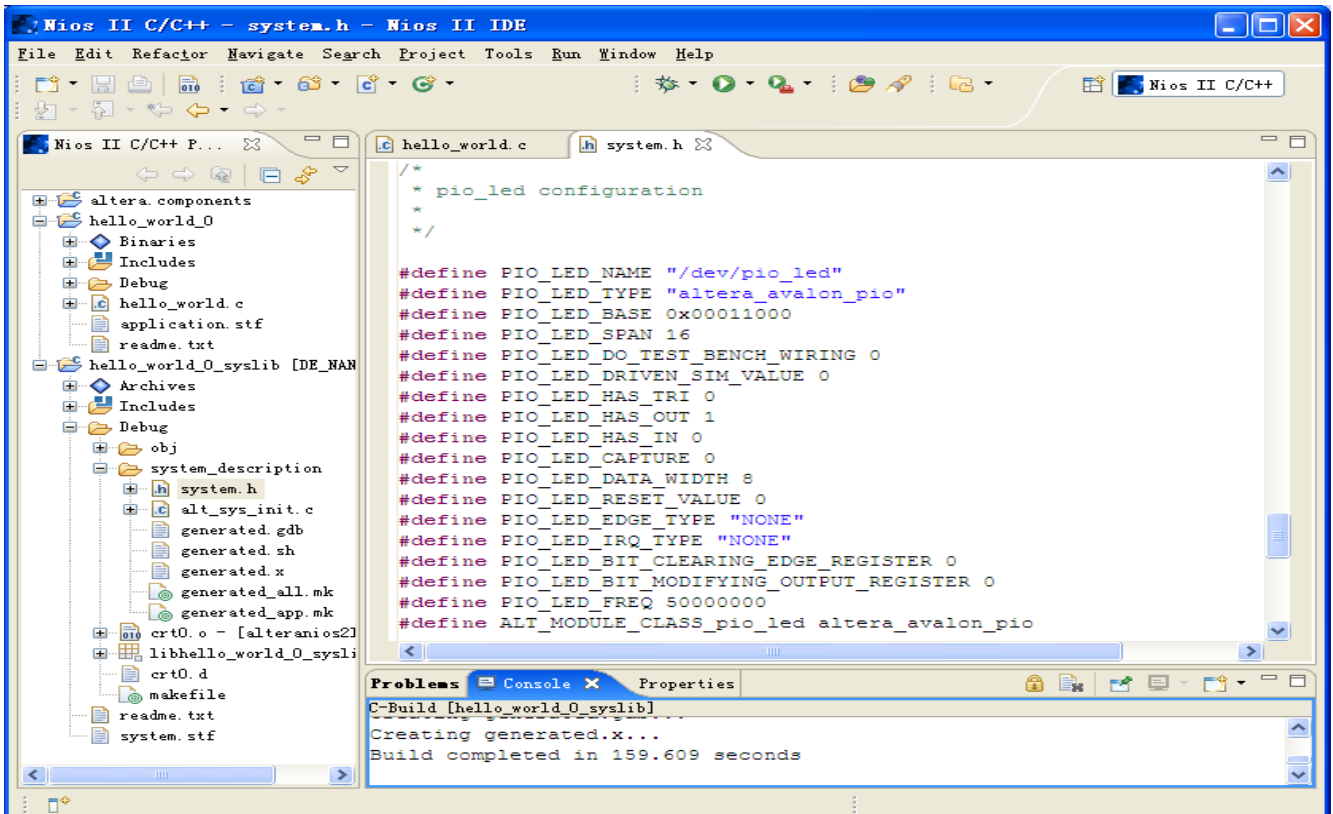 Nios II C/C++ - system.h - Nios II IDE
File Edit Refactor Navigate Search Project Tools Run Window Help
Nios II C/C++
Nios II C/C++ P...
altera.components
hello_world_0
Binaries
Includes
Debug
hello_world.c
application.stf
readme.txt
hello_world_0_syslib [DE_NAN
Archives
Includes
Debug
obj
system_description
system.h
alt_sys_init.c
generated.gdb
generated.sh
generated.x
generated_all.mk
generated_app.mk
crt0.o - [alteranios2]
libhello_world_0_sysli
crt0.d
makefile
readme.txt
system.stf
hello_world.c system.h
/*
* pio_led configuration
*
*/
#define PIO_LED_NAME "/dev/pio_led"
#define PIO_LED_TYPE "altera_avalon_pio"
#define PIO_LED_BASE 0x00011000
#define PIO_LED_SPAN 16
#define PIO_LED_DO_TEST_BENCH_WIRING 0
#define PIO_LED_DRIVEN_SIM_VALUE 0
#define PIO_LED_HAS_TRI 0
#define PIO_LED_HAS_OUT 1
#define PIO_LED_HAS_IN 0
#define PIO_LED_CAPTURE 0
#define PIO_LED_DATA_WIDTH 8
#define PIO_LED_RESET_VALUE 0
#define PIO_LED_EDGE_TYPE "NONE"
#define PIO_LED_IRQ_TYPE "NONE"
#define PIO_LED_BIT_CLEARING_EDGE_REGISTER 0
#define PIO_LED_BIT_MODIFYING_OUTPUT_REGISTER 0
#define PIO_LED_FREQ 50000000
#define ALT_MODULE_CLASS_pio_led altera_avalon_pio
Problems Console Properties
C-Build [hello_world_0_syslib]
Creating generated.x...
Build completed in 159.609 seconds